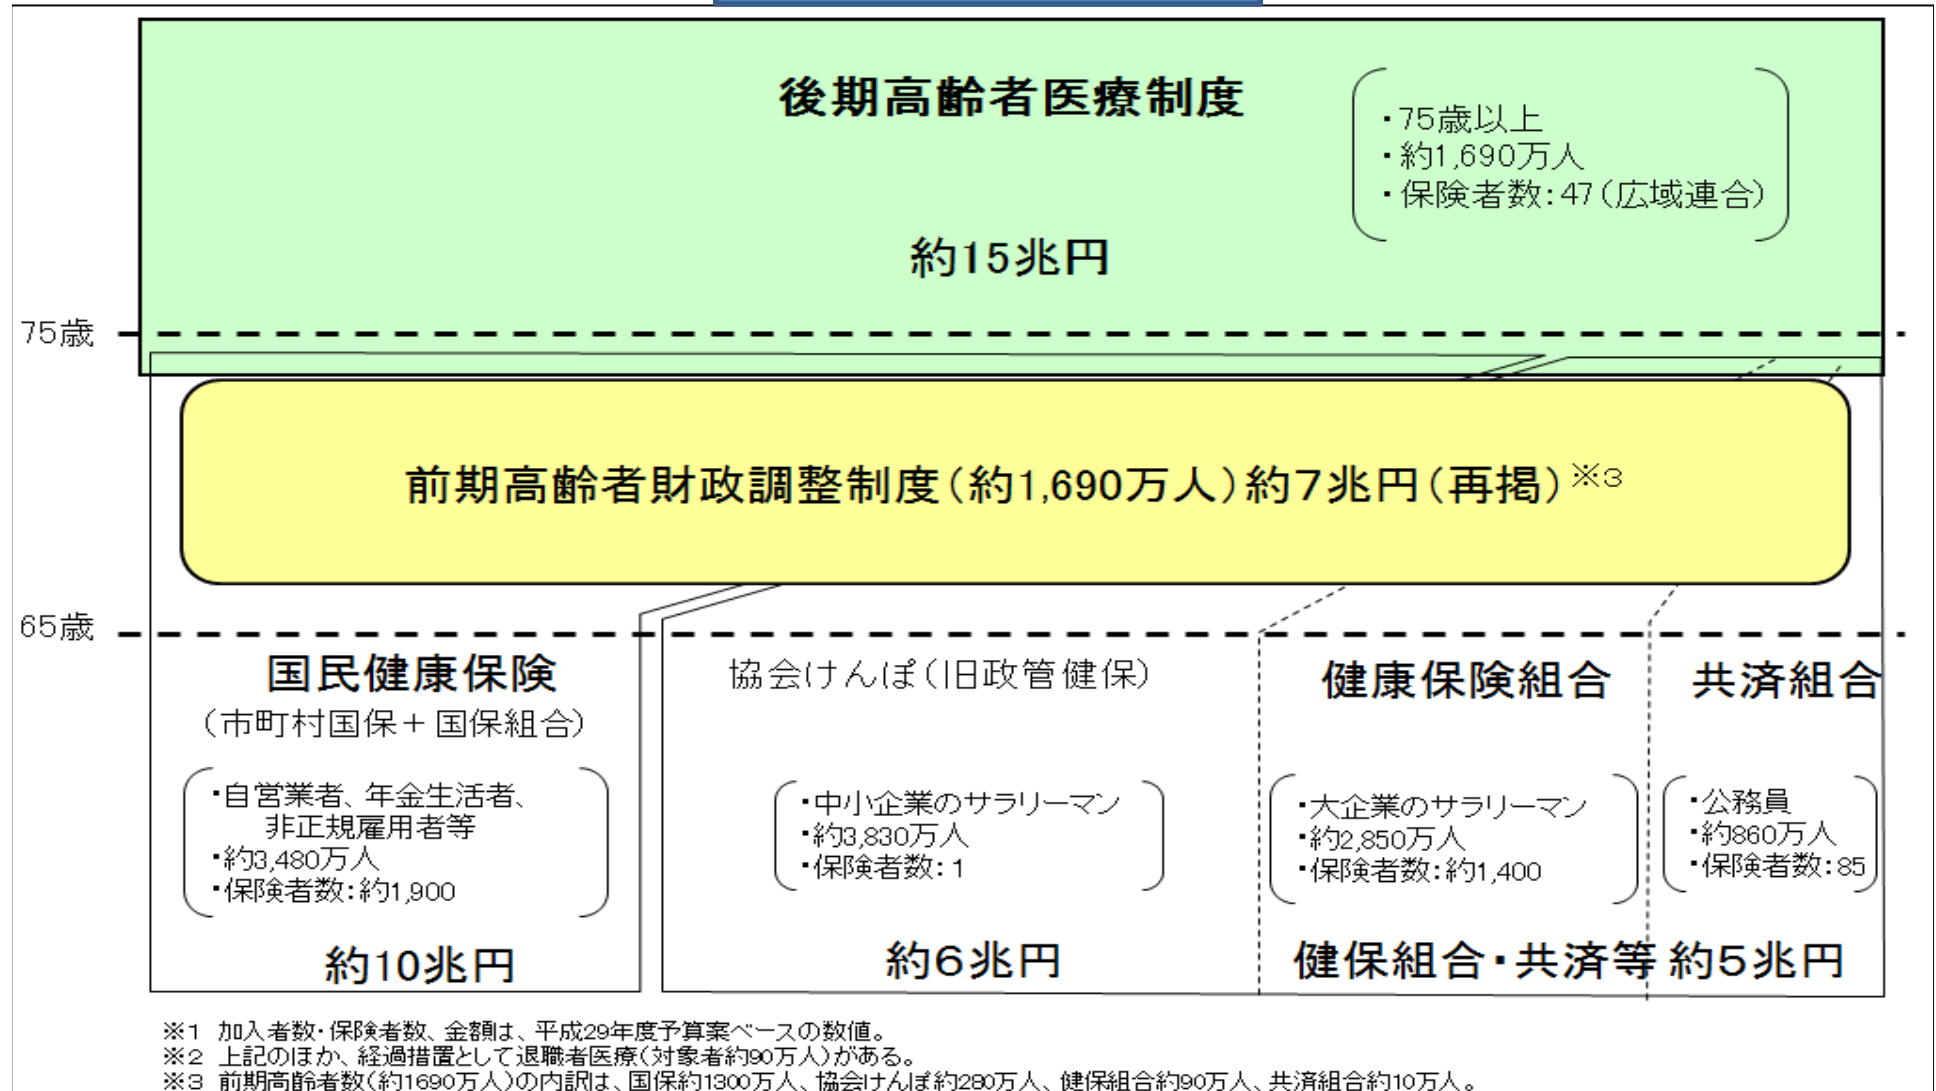 後期高齢者医療制度
・75歳以上
・約1,690万人
・保険者数:47(広域連合)
約15兆円
75歳
前期高齢者財政調整制度(約1,690万人)約7兆円(再掲)※3
65歳
国民健康保険
(市町村国保+国保組合)
・自営業者、年金生活者、
非正規雇用者等
・約3,480万人
・保険者数:約1,900
約10兆円
協会けんぽ(旧政管健保)
・中小企業のサラリーマン
・約3,830万人
・保険者数:1
約6兆円
健康保険組合
・大企業のサラリーマン
・約2,850万人
・保険者数:約1,400
共済組合
・公務員
・約860万人
・保険者数:85
健保組合・共済等 約5兆円
※1 加入者数・保険者数、金額は、平成29年度予算案ベースの数値。
※2 上記のほか、経過措置として退職者医療(対象者約90万人)がある。
※3 前期高齢者数(約1690万人)の内訳は、国保約1300万人、協会けんぽ約280万人、健保組合約90万人、共済組合約10万人。